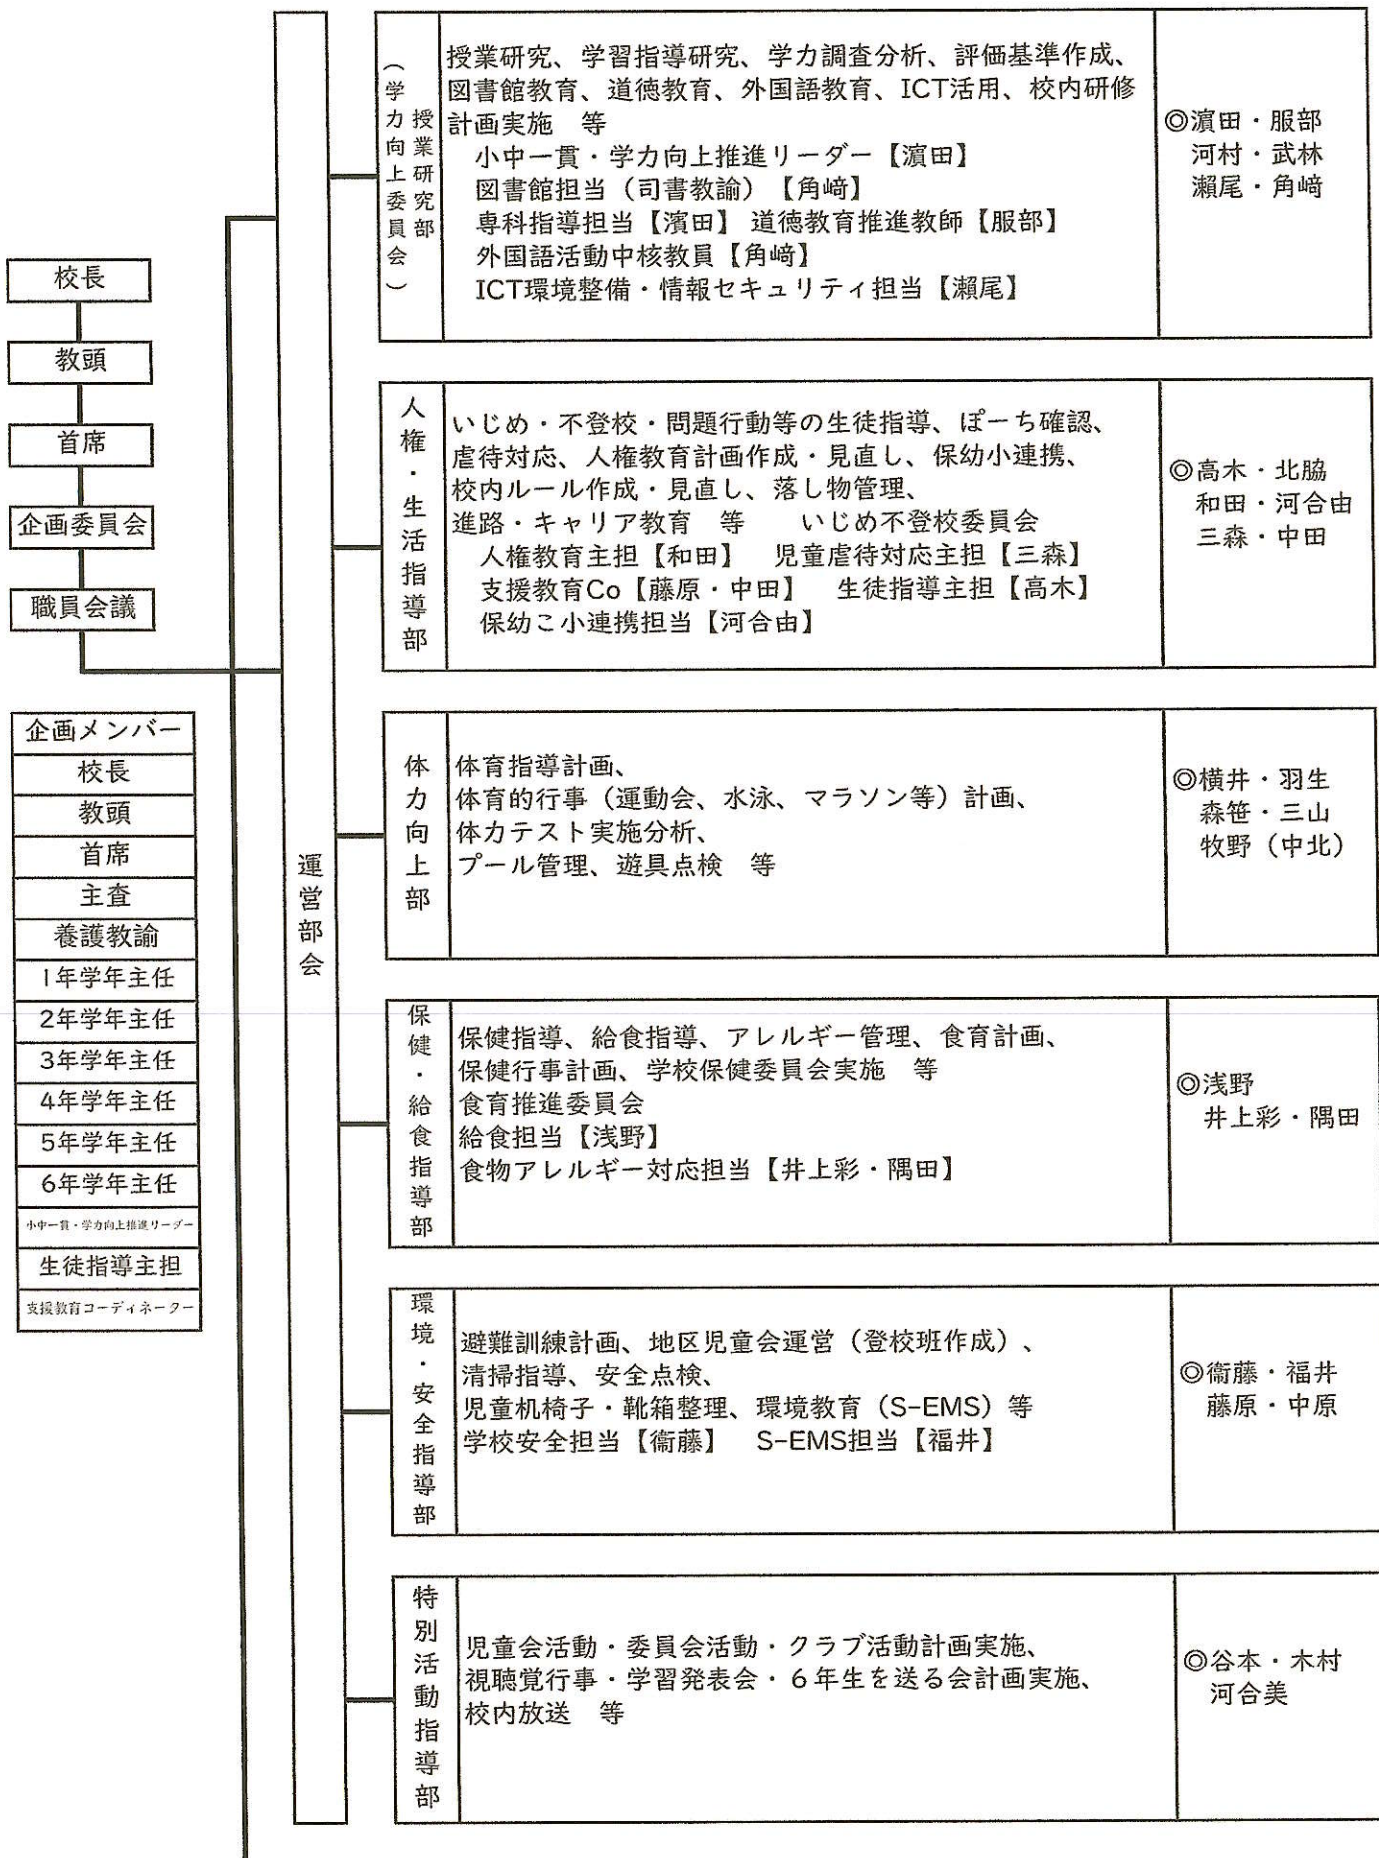 校長
教頭
首席
企画委員会
職員会議
企画メンバー
校長
教頭
首席
主査
養護教諭
1年学年主任
2年学年主任
3年学年主任
4年学年主任
5年学年主任
6年学年主任
小中一貫・学力向上推進リーダー
生徒指導主担
支援教育コーディネーター
運営部会
授業研究部
（学力向上委員会）
授業研究、学習指導研究、学力調査分析、評価基準作成、
図書館教育、道徳教育、外国語教育、ICT活用、校内研修
計画実施　等
小中一貫・学力向上推進リーダー【濵田】
図書館担当（司書教諭）【角﨑】
専科指導担当【濵田】 道徳教育推進教師【服部】
外国語活動中核教員【角﨑】
ICT環境整備・情報セキュリティ担当【瀨尾】
◎濵田・服部
河村・武林
瀨尾・角﨑
人権・生活指導部
いじめ・不登校・問題行動等の生徒指導、ぽーち確認、
虐待対応、人権教育計画作成・見直し、保幼小連携、
校内ルール作成・見直し、落し物管理、
進路・キャリア教育　等　　いじめ不登校委員会
人権教育主担【和田】　児童虐待対応主担【三森】
支援教育Co【藤原・中田】　生徒指導主担【高木】
保幼こ小連携担当【河合由】
◎高木・北脇
和田・河合由
三森・中田
体力向上部
体育指導計画、
体育的行事（運動会、水泳、マラソン等）計画、
体力テスト実施分析、
プール管理、遊具点検　等
◎横井・羽生
森笹・三山
牧野（中北）
保健・給食指導部
保健指導、給食指導、アレルギー管理、食育計画、
保健行事計画、学校保健委員会実施　等
食育推進委員会
給食担当【浅野】
食物アレルギー対応担当【井上彩・隅田】
◎浅野
井上彩・隅田
環境・安全指導部
避難訓練計画、地区児童会運営（登校班作成）、
清掃指導、安全点検、
児童机椅子・靴箱整理、環境教育（S-EMS）等
学校安全担当【衞藤】　S-EMS担当【福井】
◎衞藤・福井
藤原・中原
特別活動指導部
児童会活動・委員会活動・クラブ活動計画実施、
視聴覚行事・学習発表会・６年生を送る会計画実施、
校内放送　等
◎谷本・木村
河合美